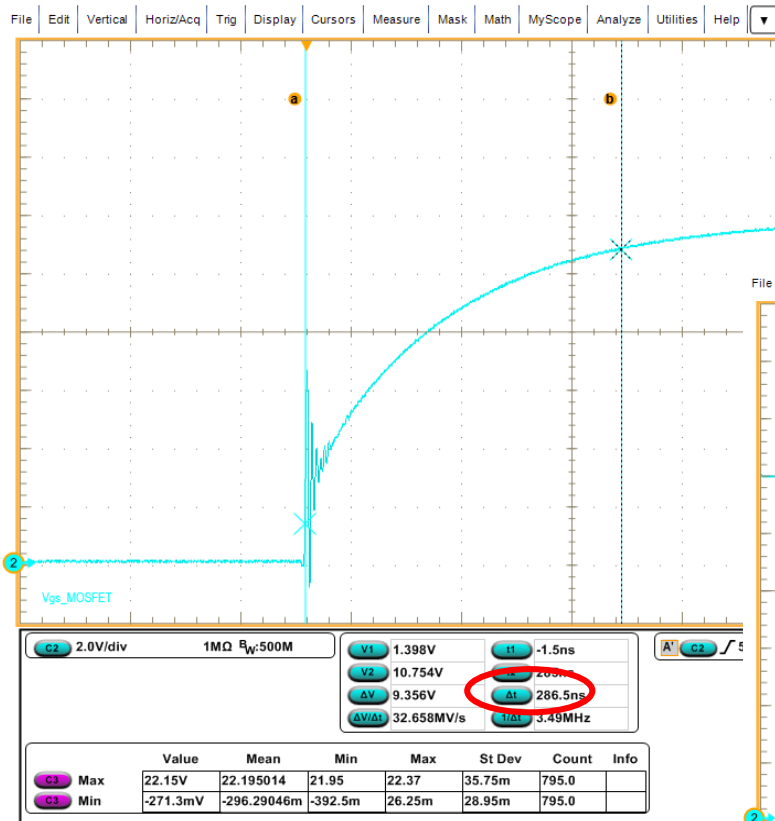 File Edit Vertical Horiz/Acq Trig Display Cursors Measure Mask Math MyScope Analyze Utilities Help
a b
File
2
Vgs_MOSFET
C2 2.0V/div 1MΩ BW:500M
V1 1.398V t1 -1.5ns
V2 10.754V
ΔV 9.356V Δt 286.5ns
ΔV/Δt 32.658MV/s 1/Δt 3.49MHz
A' C2
Value Mean Min Max St Dev Count Info
C3 Max 22.15V 22.195014 21.95 22.37 35.75m 795.0
C3 Min -271.3mV -296.29046m -392.5m 26.25m 28.95m 795.0
2